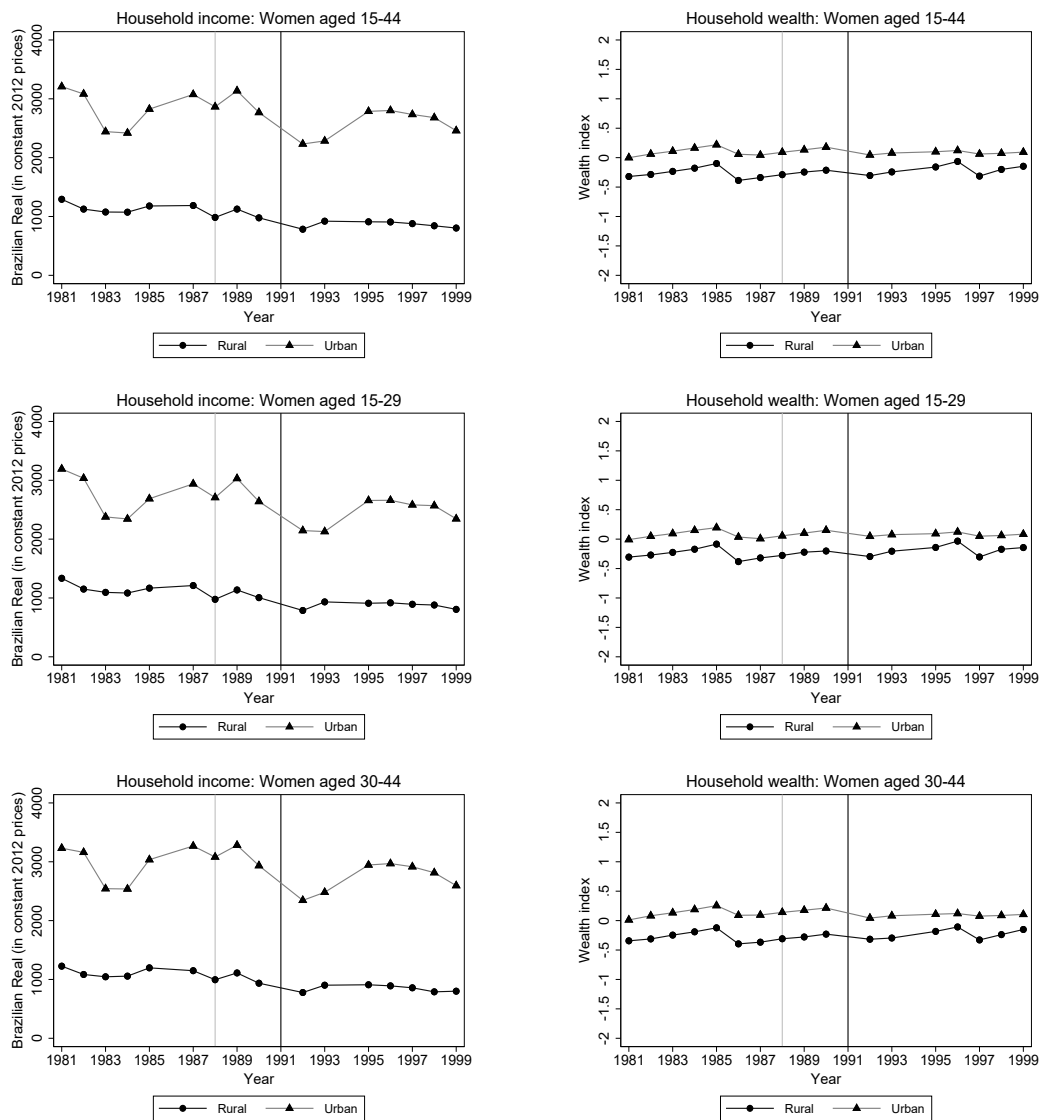 Household income: Women aged 15-44
Brazilian Real (in constant 2012 prices)
4000
3000
2000
1000
0
1981 1983 1985 1987 1989 1991 1993 1995 1997 1999
Year
Rural Urban
Household wealth: Women aged 15-44
Wealth index
2
1.5
1
.5
0
-.5
-1
-1.5
-2
1981 1983 1985 1987 1989 1991 1993 1995 1997 1999
Year
Rural Urban
Household income: Women aged 15-29
Brazilian Real (in constant 2012 prices)
4000
3000
2000
1000
0
1981 1983 1985 1987 1989 1991 1993 1995 1997 1999
Year
Rural Urban
Household wealth: Women aged 15-29
Wealth index
2
1.5
1
.5
0
-.5
-1
-1.5
-2
1981 1983 1985 1987 1989 1991 1993 1995 1997 1999
Year
Rural Urban
Household income: Women aged 30-44
Brazilian Real (in constant 2012 prices)
4000
3000
2000
1000
0
1981 1983 1985 1987 1989 1991 1993 1995 1997 1999
Year
Rural Urban
Household wealth: Women aged 30-44
Wealth index
2
1.5
1
.5
0
-.5
-1
-1.5
-2
1981 1983 1985 1987 1989 1991 1993 1995 1997 1999
Year
Rural Urban